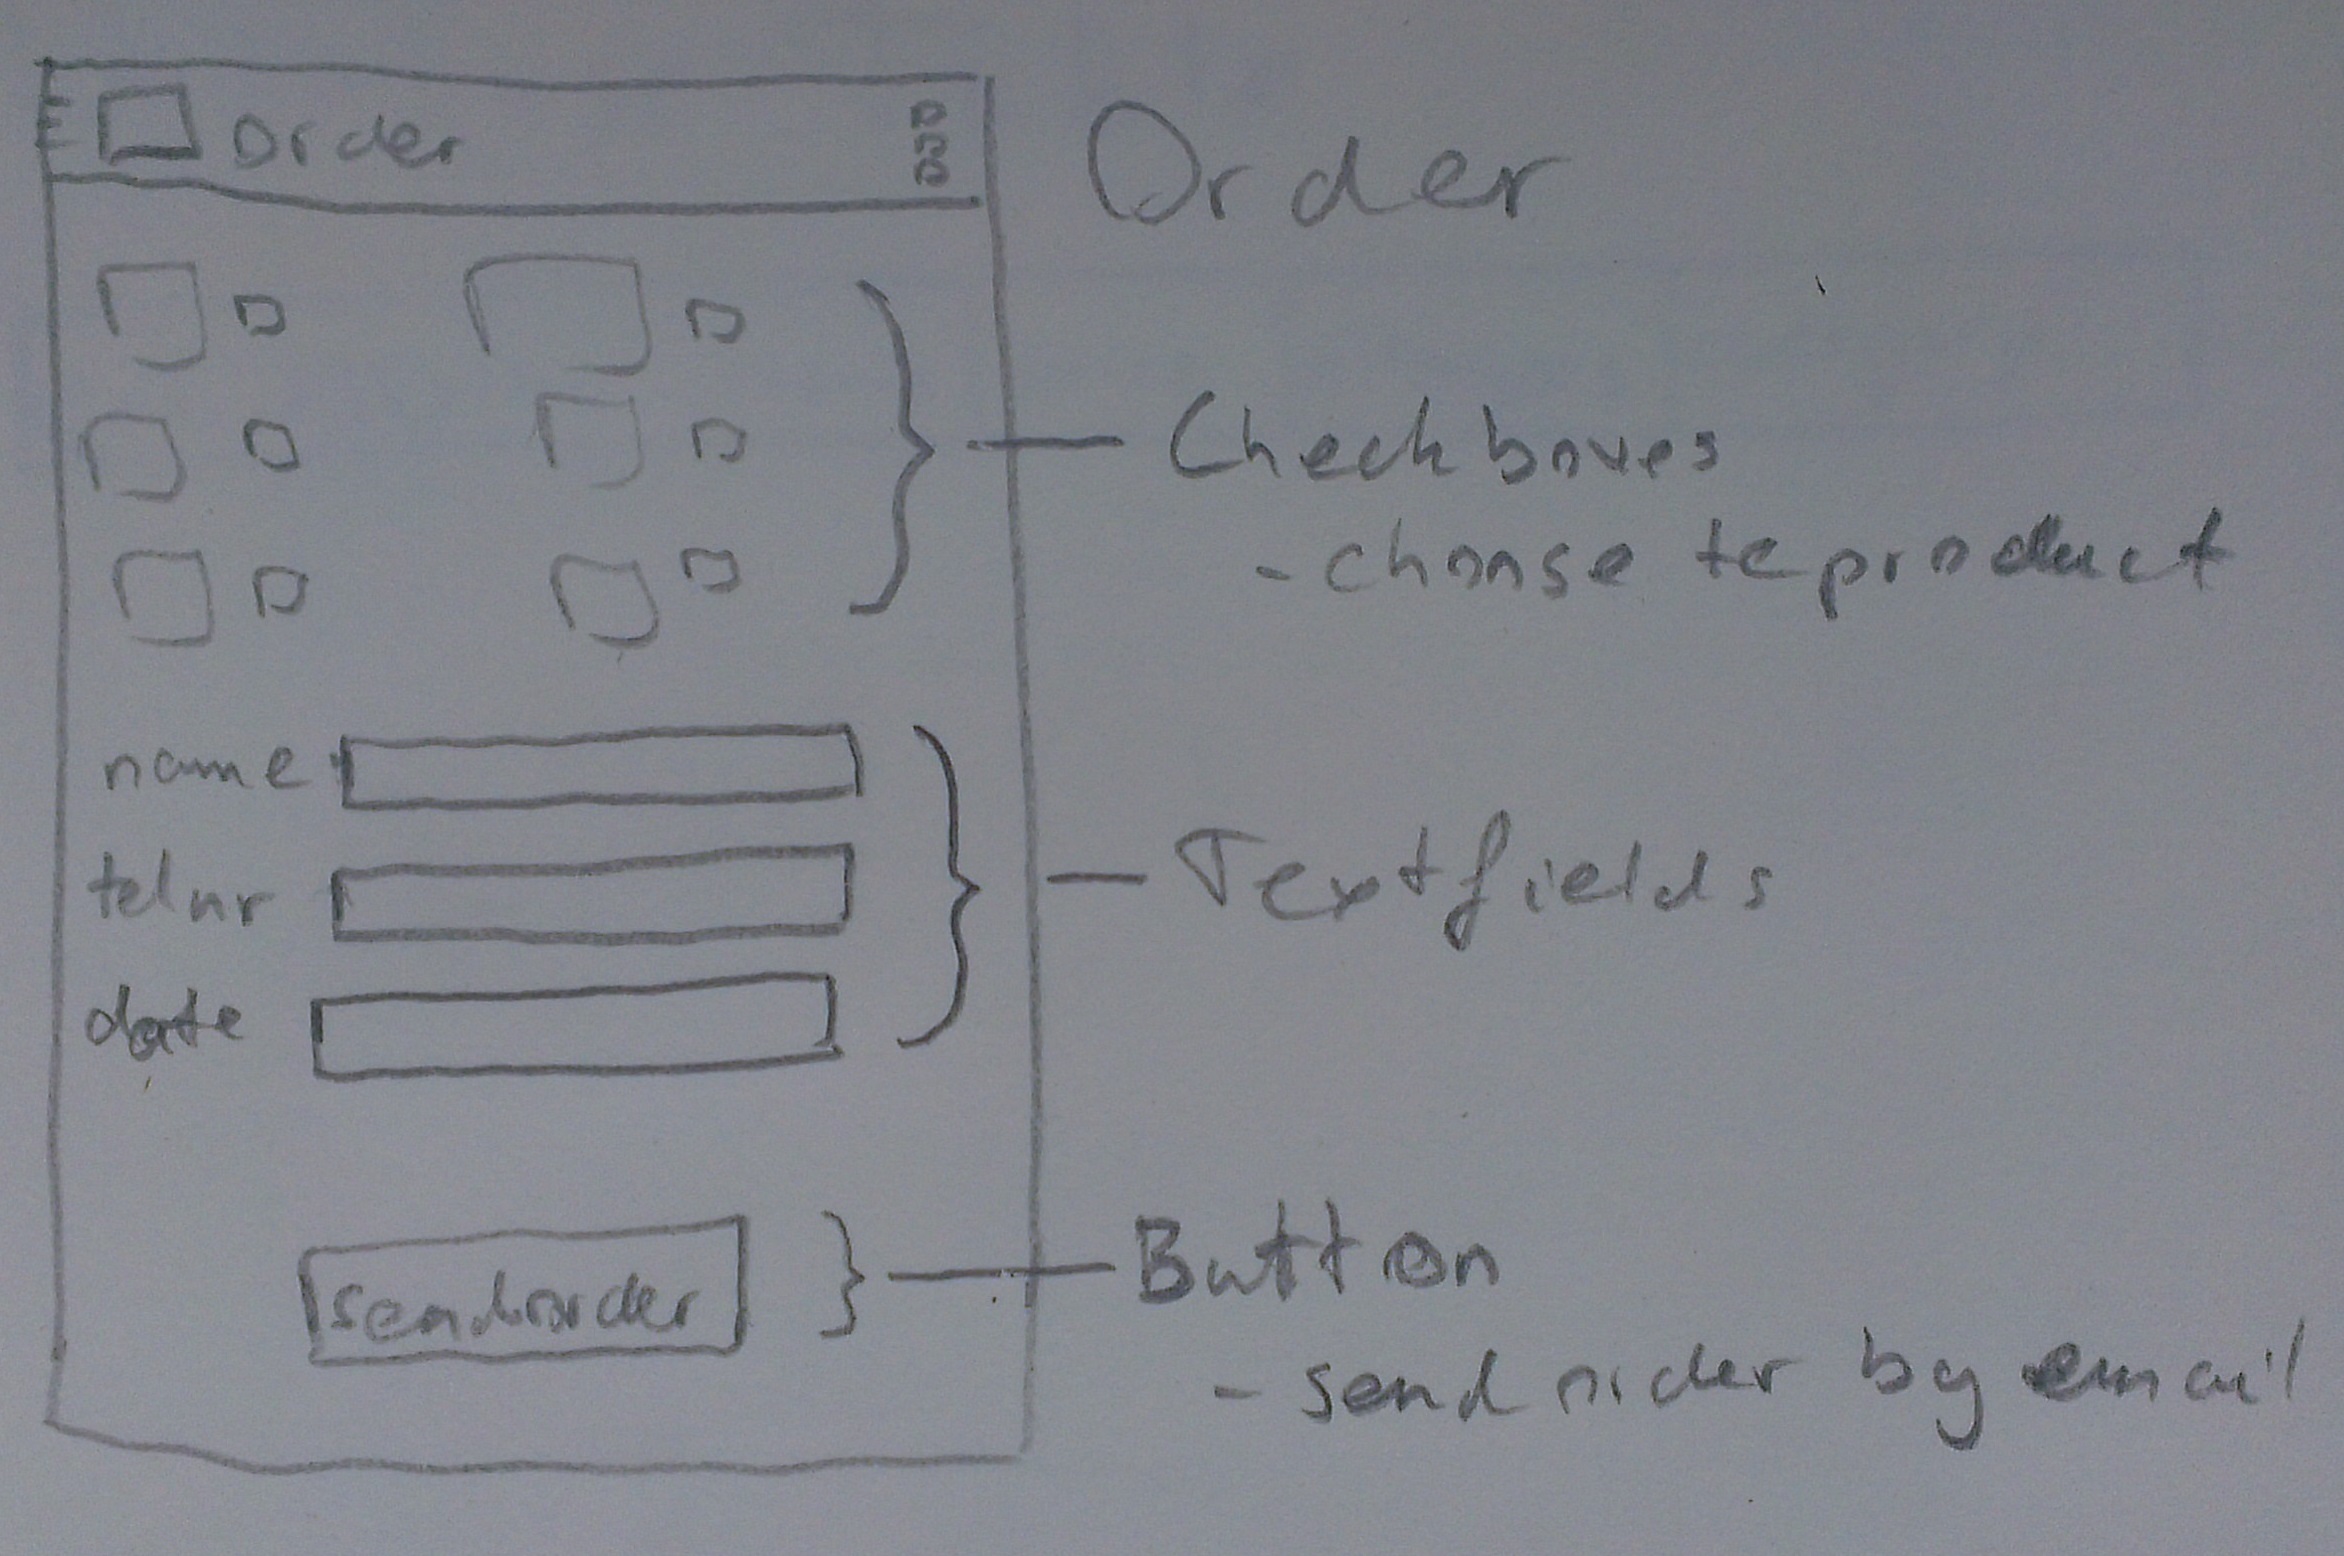 Order
Order
Checkboxes
- choose te product
name
telnr
date
Textfields
sendorder
Button
- send order by email